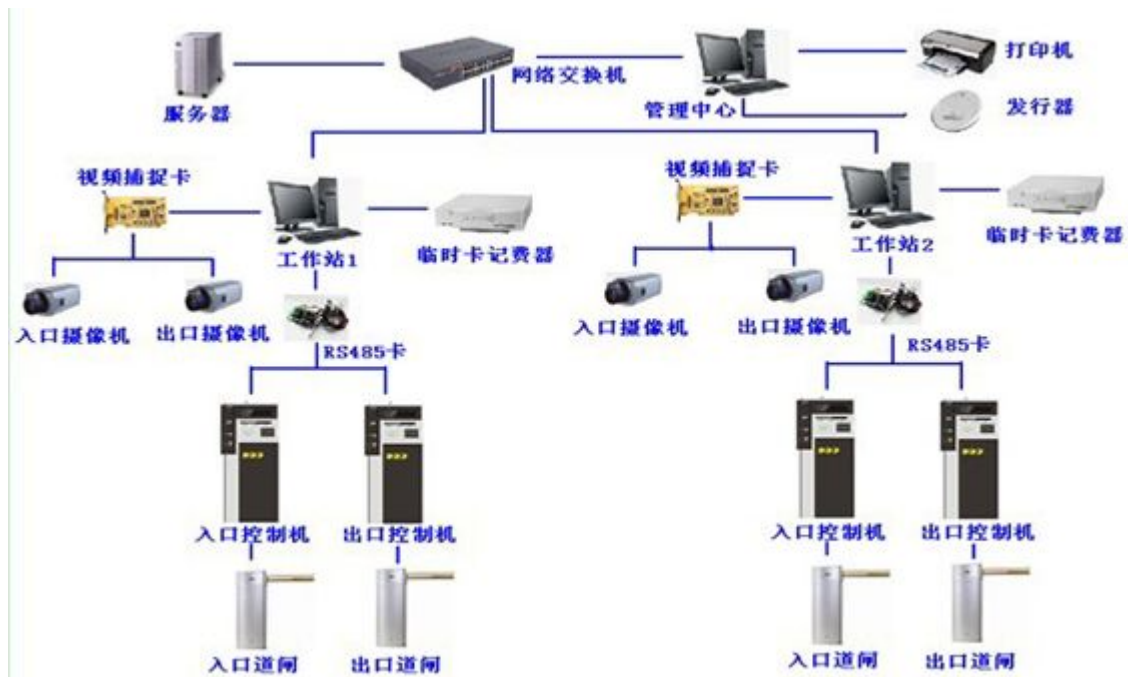 打印机
网络交换机
服务器
管理中心
发行器
视频捕捉卡
视频捕捉卡
工作站1
临时卡记费器
工作站2
临时卡记费器
入口摄像机
出口摄像机
入口摄像机
出口摄像机
RS485卡
RS485卡
入口控制机
出口控制机
入口控制机
出口控制机
入口道闸
出口道闸
入口道闸
出口道闸